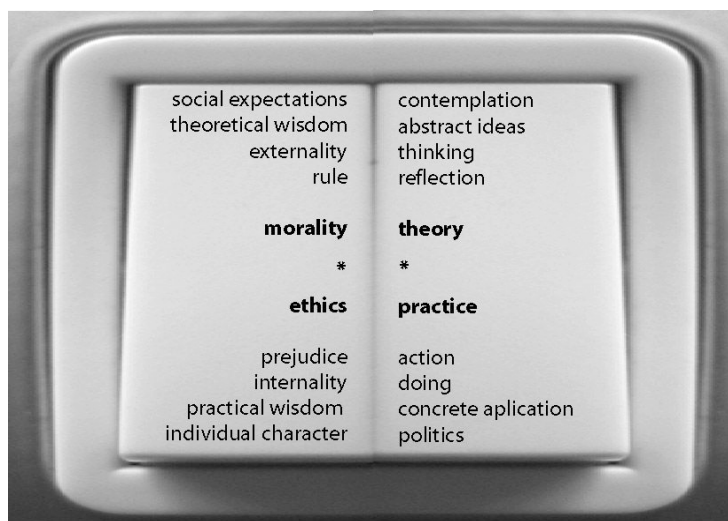 social expectations
theoretical wisdom
externality
rule
morality
*
ethics
prejudice
internality
practical wisdom
individual character
contemplation
abstract ideas
thinking
reflection
theory
*
practice
action
doing
concrete aplication
politics